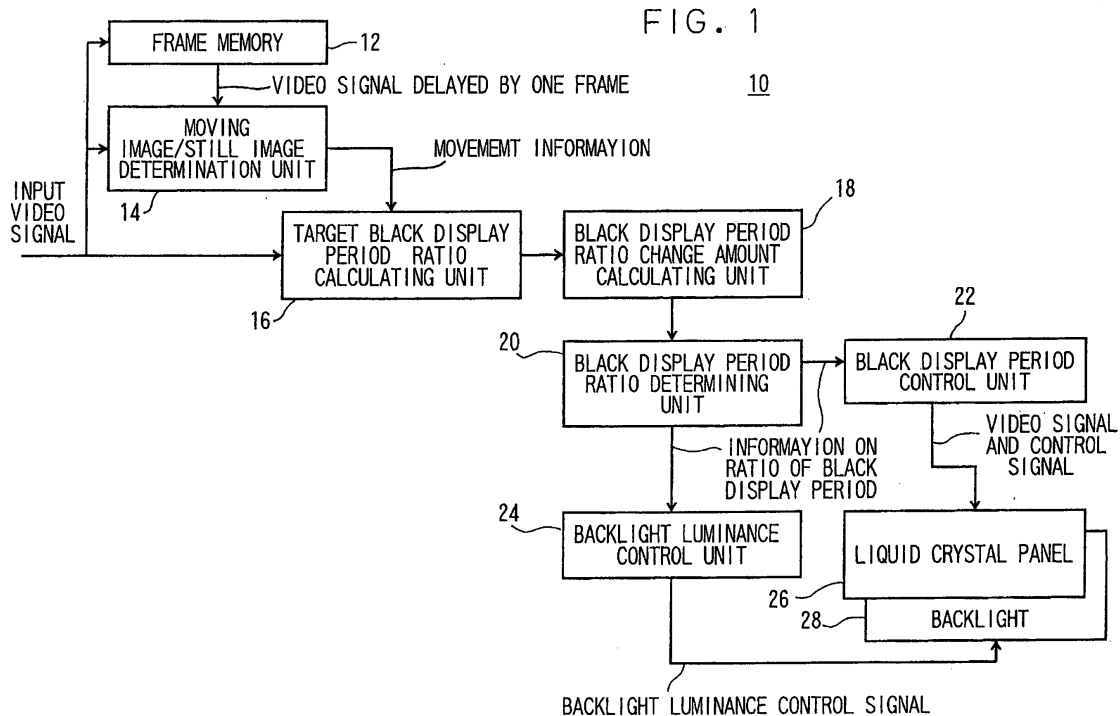 FIG. 1
10
FRAME MEMORY
12
VIDEO SIGNAL DELAYED BY ONE FRAME
MOVING
IMAGE/STILL IMAGE
DETERMINATION UNIT
14
MOVEMEMT INFORMAYION
INPUT
VIDEO
SIGNAL
TARGET BLACK DISPLAY
PERIOD RATIO
CALCULATING UNIT
16
BLACK DISPLAY PERIOD
RATIO CHANGE AMOUNT
CALCULATING UNIT
18
20
BLACK DISPLAY PERIOD
RATIO DETERMINING
UNIT
22
BLACK DISPLAY PERIOD
CONTROL UNIT
INFORMAYION ON
RATIO OF BLACK
DISPLAY PERIOD
VIDEO SIGNAL
AND CONTROL
SIGNAL
24
BACKLIGHT LUMINANCE
CONTROL UNIT
LIQUID CRYSTAL PANEL
26
28
BACKLIGHT
BACKLIGHT LUMINANCE CONTROL SIGNAL